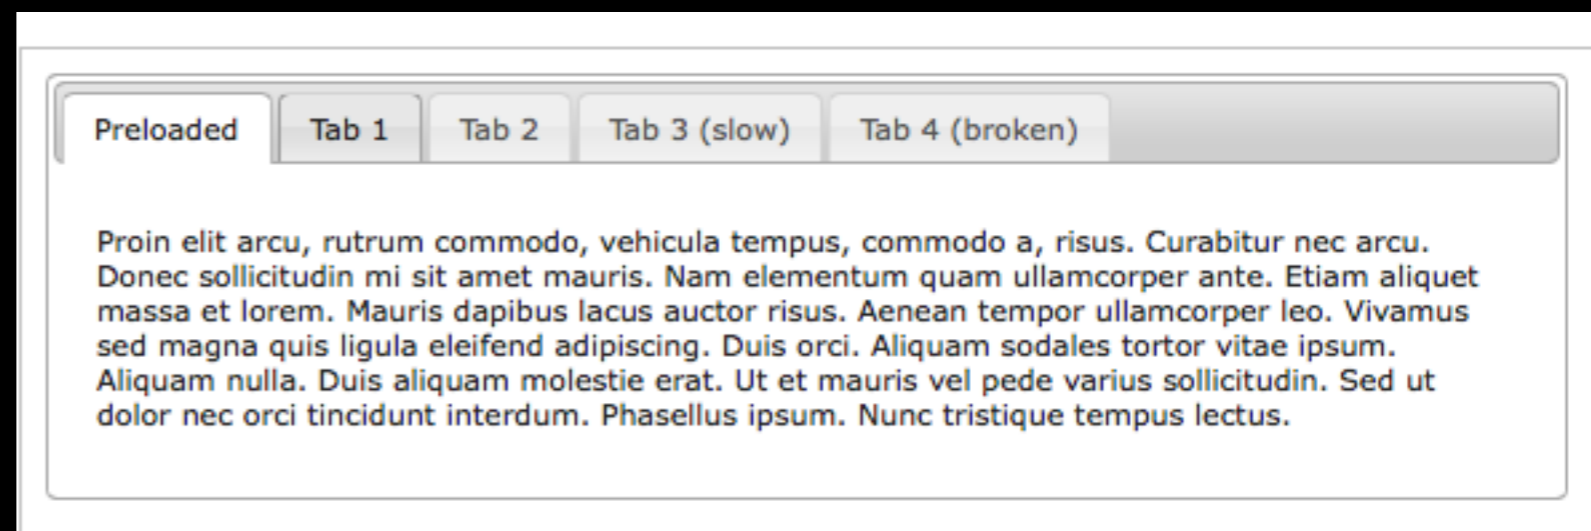 Preloaded Tab 1 Tab 2 Tab 3 (slow) Tab 4 (broken)
Proin elit arcu, rutrum commodo, vehicula tempus, commodo a, risus. Curabitur nec arcu.
Donec sollicitudin mi sit amet mauris. Nam elementum quam ullamcorper ante. Etiam aliquet
massa et lorem. Mauris dapibus lacus auctor risus. Aenean tempor ullamcorper leo. Vivamus
sed magna quis ligula eleifend adipiscing. Duis orci. Aliquam sodales tortor vitae ipsum.
Aliquam nulla. Duis aliquam molestie erat. Ut et mauris vel pede varius sollicitudin. Sed ut
dolor nec orci tincidunt interdum. Phasellus ipsum. Nunc tristique tempus lectus.